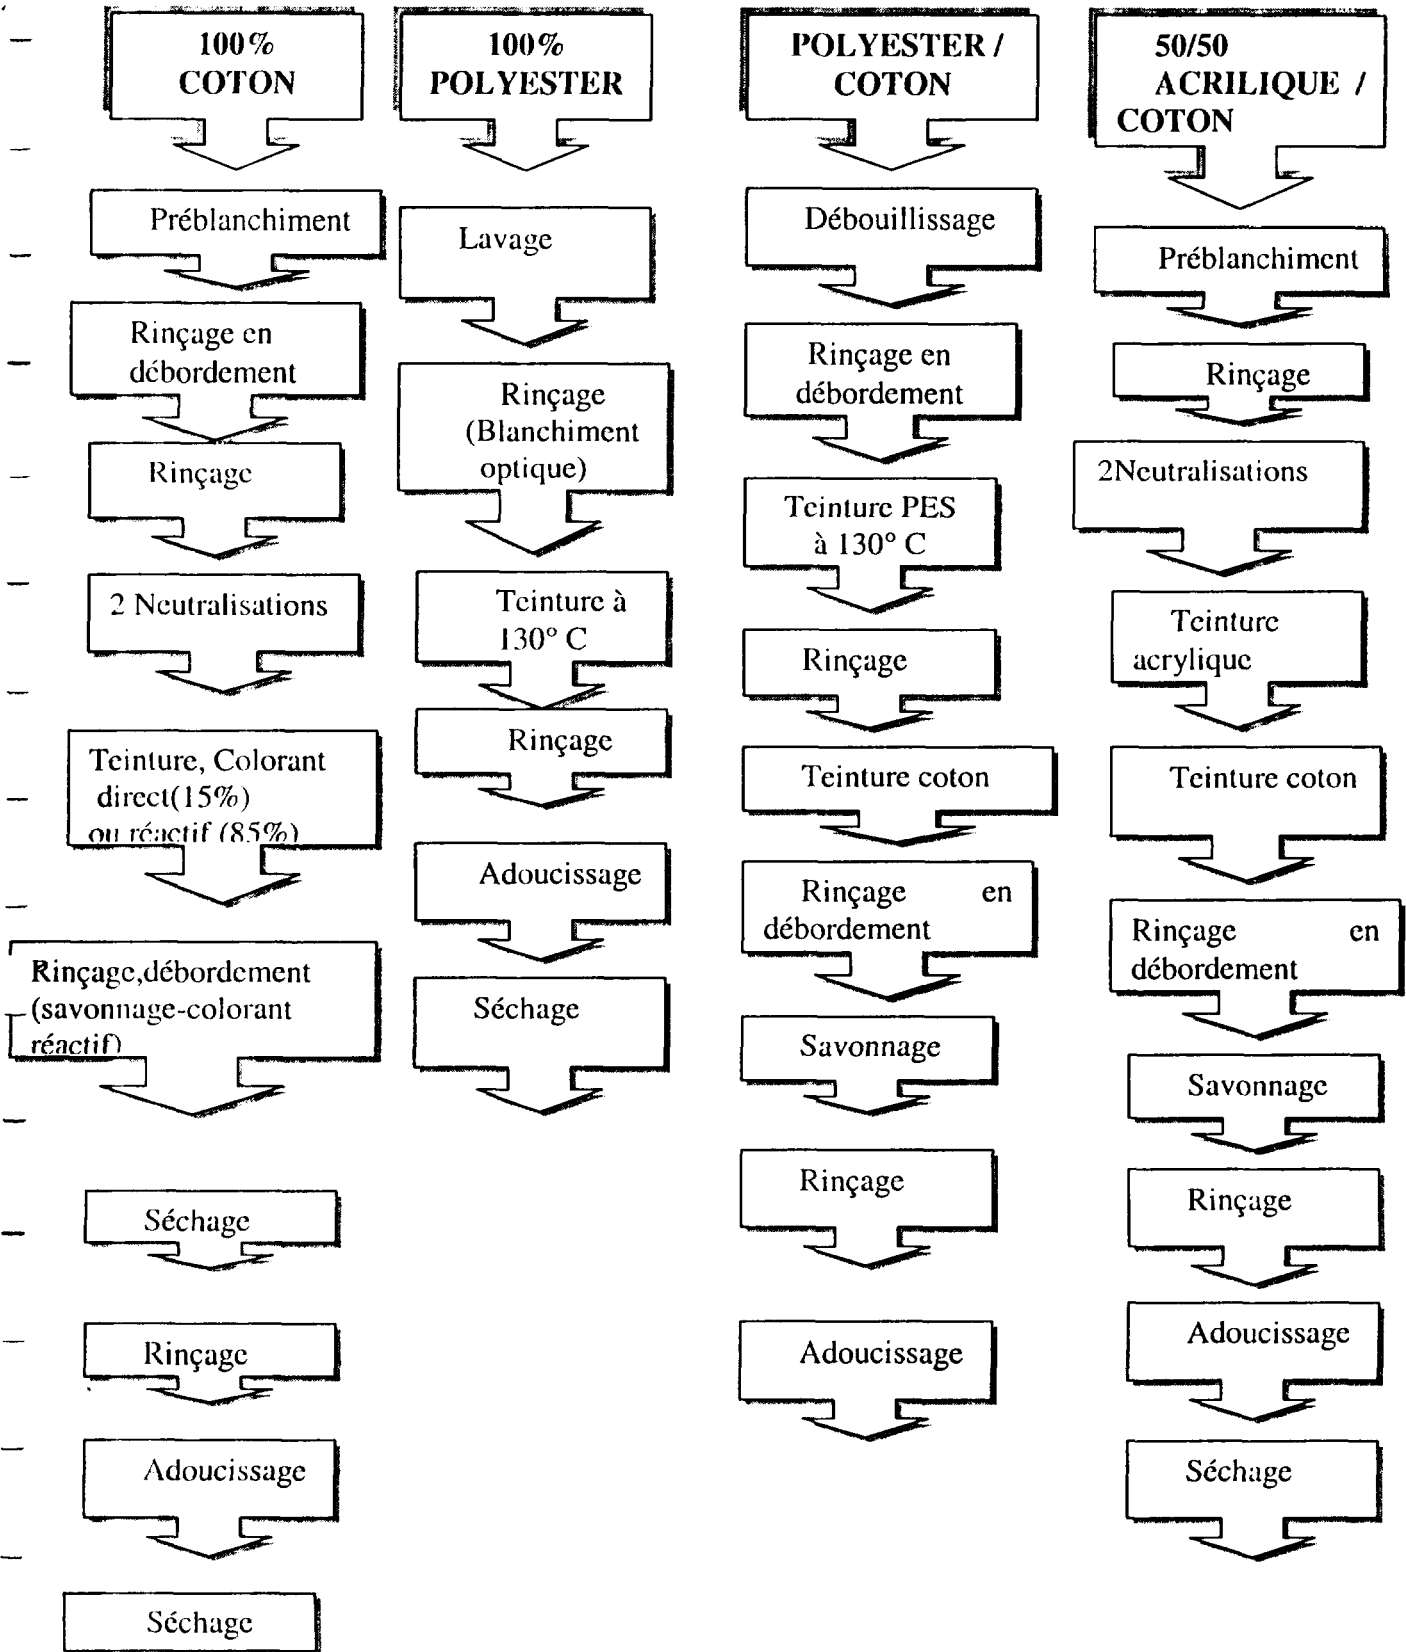 100%
COTON
Préblanchiment
Rinçage en
débordement
Rinçage
2 Neutralisations
Teinture, Colorant
direct(15%)
ou réactif (85%)
Rinçage,débordement
(savonnage-colorant
réactif)
Séchage
Rinçage
Adoucissage
Séchage
100%
POLYESTER
Lavage
Rinçage
(Blanchiment
optique)
Teinture à
130° C
Rinçage
Adoucissage
Séchage
POLYESTER /
COTON
Débouillissage
Rinçage en
débordement
Teinture PES
à 130° C
Rinçage
Teinture coton
Rinçage en
débordement
Savonnage
Rinçage
Adoucissage
50/50
ACRILIQUE /
COTON
Préblanchiment
Rinçage
2Neutralisations
Teinture
acrylique
Teinture coton
Rinçage en
débordement
Savonnage
Rinçage
Adoucissage
Séchage